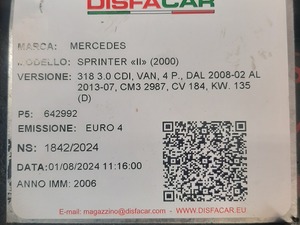 DISFACAR
MARCA: MERCEDES
MODELLO: SPRINTER «II» (2000)
VERSIONE: 318 3.0 CDI, VAN, 4 P., DAL 2008-02 AL
2013-07, CM3 2987, CV 184, KW. 135
(D)
P5: 642992
EMISSIONE: EURO 4
NS: 1842/2024
DATA:01/08/2024 11:16:00
ANNO IMM: 2006
E-mail: magazzino@disfacar.com
WWW.DISFACAR.EU